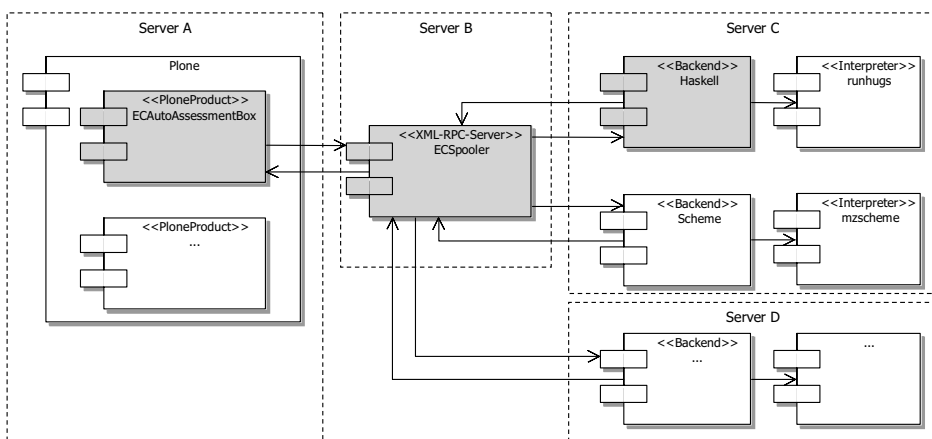 Server A
Plone
<<PloneProduct>>
ECAutoAssessmentBox
<<PloneProduct>>
...
Server B
<<XML-RPC-Server>>
ECSpooler
Server C
<<Backend>>
Haskell
<<Interpreter>>
runhugs
<<Backend>>
Scheme
<<Interpreter>>
mzscheme
Server D
<<Backend>>
...
...